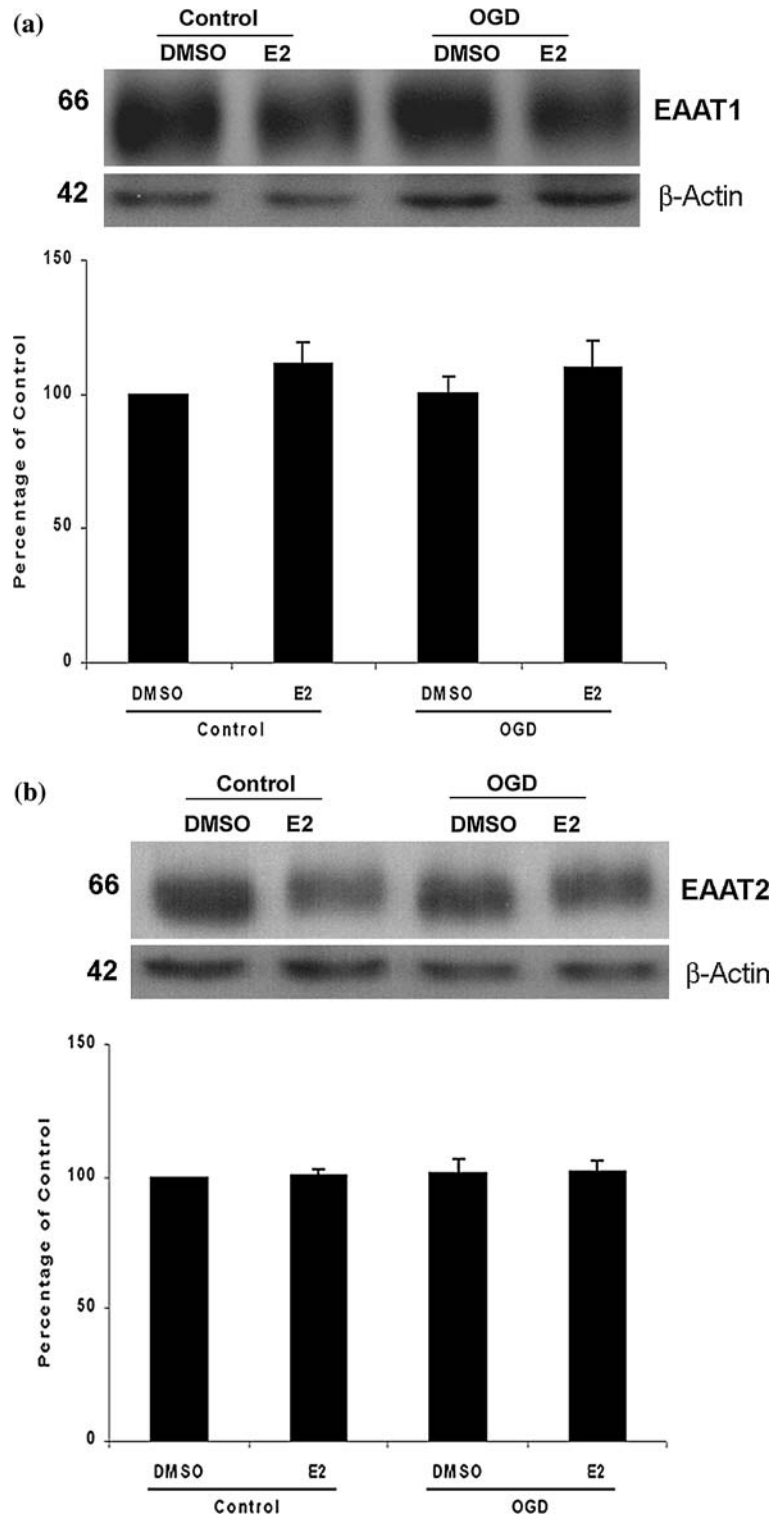 (a)
Control OGD
DMSO E2 DMSO E2
66 EAAT1
42 β-Actin
150
100
50
0
Percentage of Control
DMSO E2 DMSO E2
Control OGD
(b)
Control OGD
DMSO E2 DMSO E2
66 EAAT2
42 β-Actin
150
100
50
0
Percentage of Control
DMSO E2 DMSO E2
Control OGD